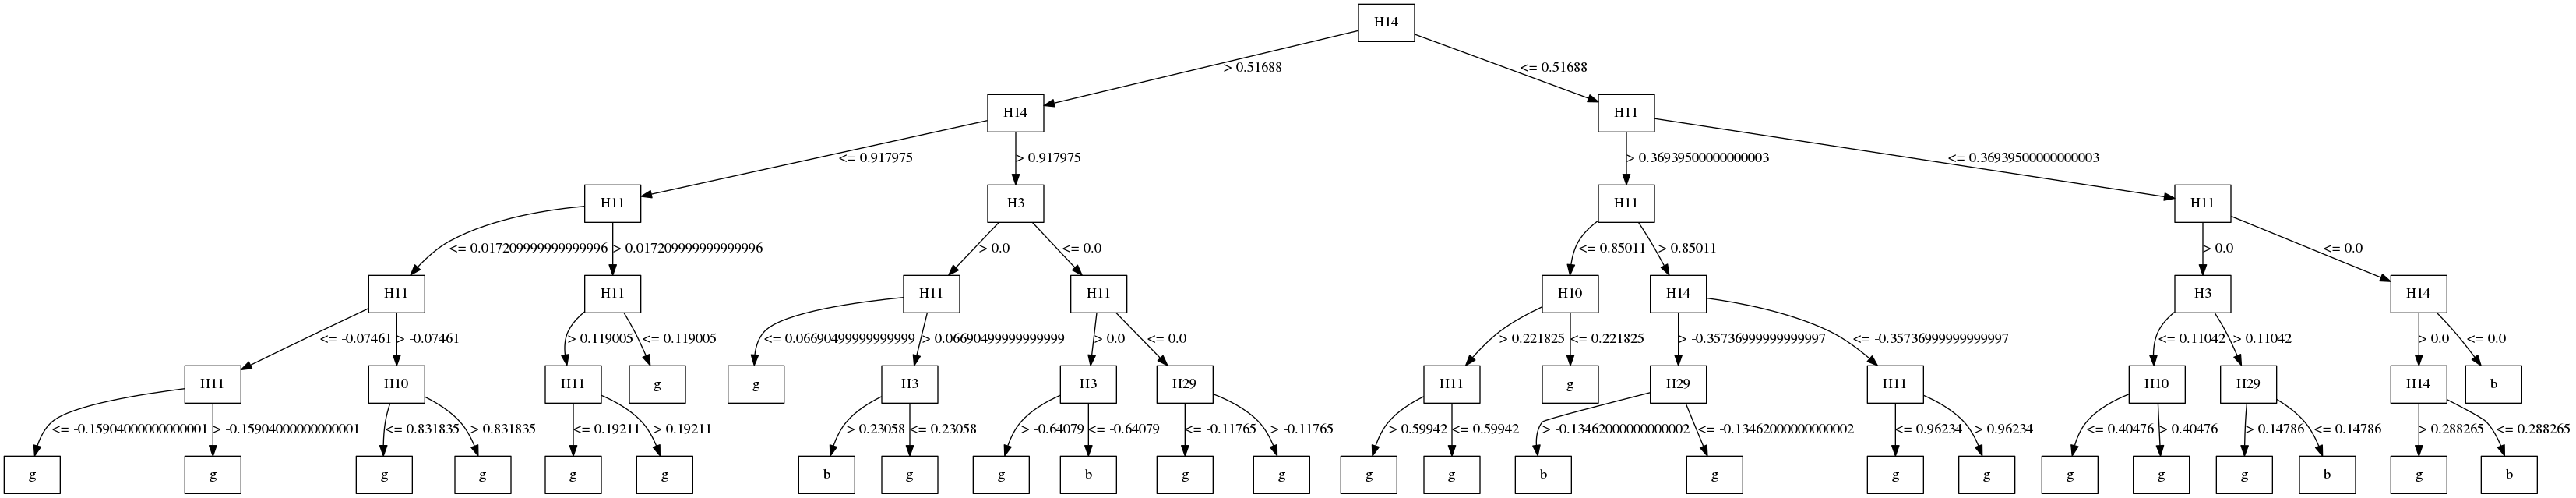 H14
> 0.51688 <= 0.51688
H14 H11
<= 0.917975 > 0.917975 > 0.36939500000000003 <= 0.36939500000000003
H11 H3 H11 H11
<= 0.017209999999999996 > 0.017209999999999996 > 0.0 <= 0.0 <= 0.85011 > 0.85011 > 0.0 <= 0.0
H11 H11 H11 H11 H10 H14 H3 H14
<= -0.07461 > -0.07461 > 0.119005 <= 0.119005 <= 0.06690499999999999 > 0.06690499999999999 > 0.0 <= 0.0 > 0.221825 <= 0.221825 > -0.35736999999999997 <= -0.35736999999999997 <= 0.11042 > 0.11042 > 0.0 <= 0.0
H11 H10 H11 g g H3 H3 H29 H11 g H29 H11 H10 H29 H14 b
<= -0.15904000000000001 > -0.15904000000000001 <= 0.831835 > 0.831835 <= 0.19211 > 0.19211 > 0.23058 <= 0.23058 > -0.64079 <= -0.64079 <= -0.11765 > -0.11765 > 0.59942 <= 0.59942 > -0.13462000000000002 <= -0.13462000000000002 <= 0.96234 > 0.96234 <= 0.40476 > 0.40476 > 0.14786 <= 0.14786 > 0.288265 <= 0.288265
g g g g g g b g g b g g g g b g g g g g g b g b